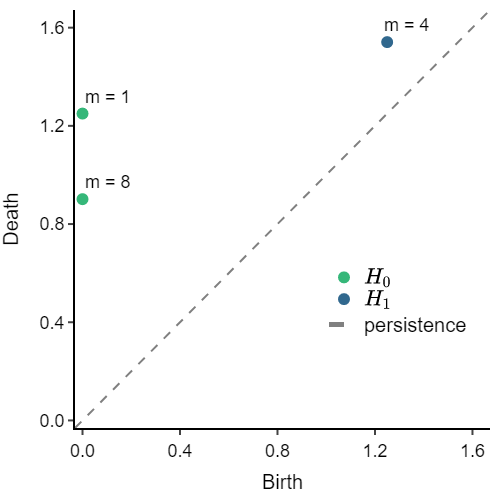 1.6
m = 4
m = 1
1.2
m = 8
Death
0.8
H₀
H₁
0.4
persistence
0.0
0.0 0.4 0.8 1.2 1.6
Birth